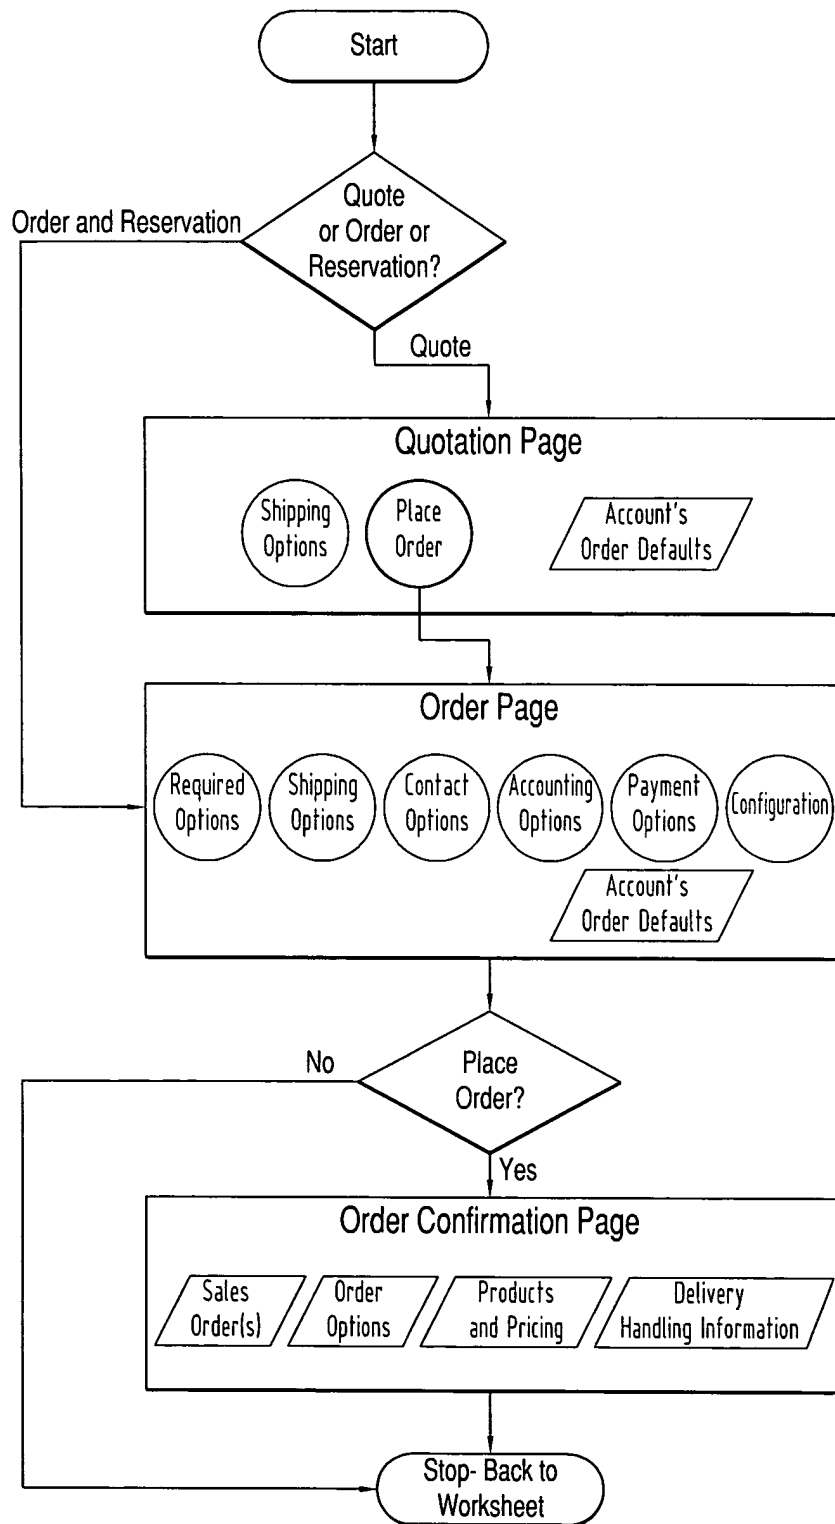 Start
Quote
or Order or
Reservation?
Order and Reservation
Quote
Quotation Page
Shipping
Options
Place
Order
Account's
Order Defaults
Order Page
Required
Options
Shipping
Options
Contact
Options
Accounting
Options
Payment
Options
Configuration
Account's
Order Defaults
Place
Order?
No
Yes
Order Confirmation Page
Sales
Order(s)
Order
Options
Products
and Pricing
Delivery
Handling Information
Stop- Back to
Worksheet